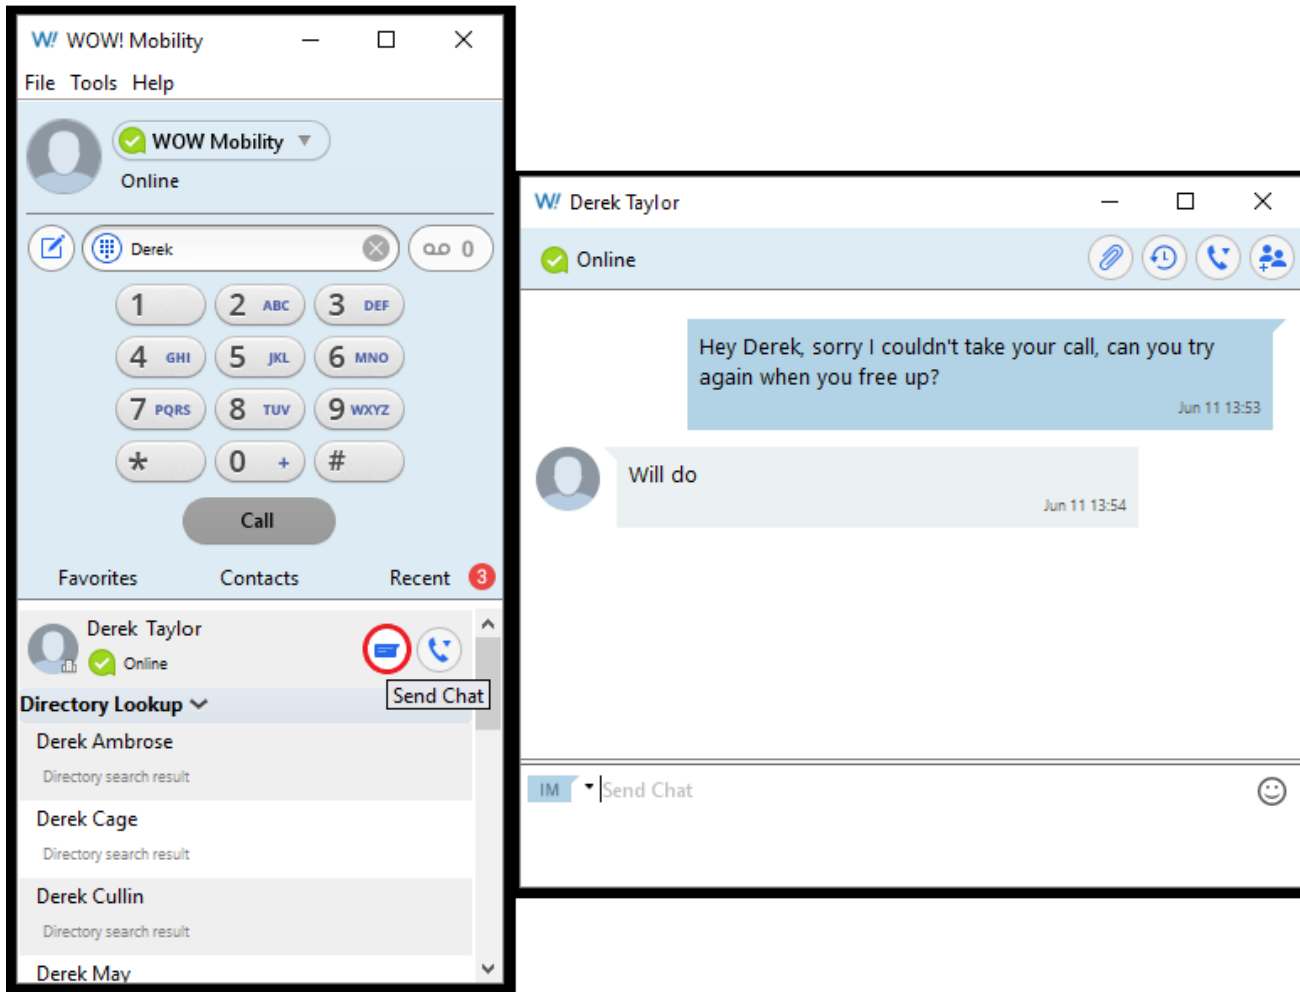 W! WOW! Mobility
File Tools Help
WOW Mobility
Online
Derek
0
1
2 ABC
3 DEF
4 GHI
5 JKL
6 MNO
7 PQRS
8 TUV
9 WXYZ
*
0 +
#
Call
Favorites Contacts Recent 3
Derek Taylor
Online
Send Chat
Directory Lookup
Derek Ambrose
Directory search result
Derek Cage
Directory search result
Derek Cullin
Directory search result
Derek May
W! Derek Taylor
Online
Hey Derek, sorry I couldn't take your call, can you try
again when you free up?
Jun 11 13:53
Will do
Jun 11 13:54
IM Send Chat